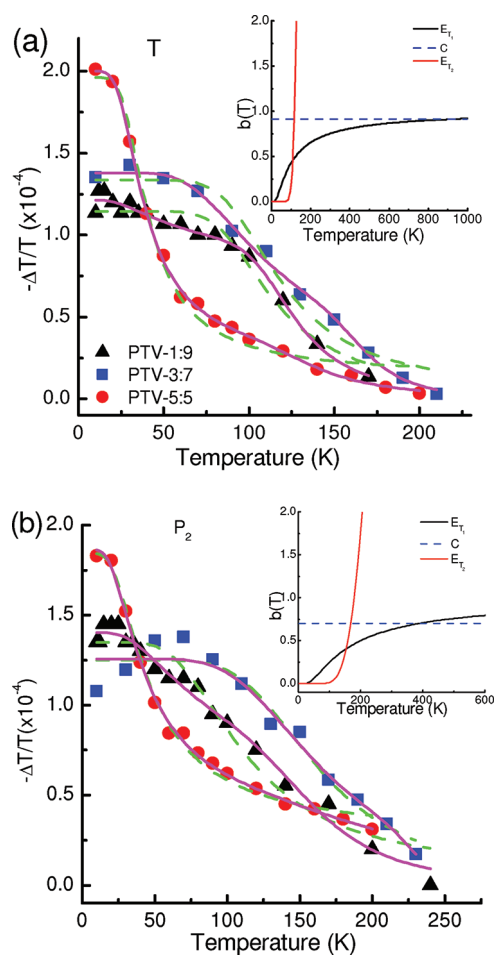 (a)
T
-ΔT/T (x10⁻⁴)
2.0
1.5
1.0
0.5
0.0
PTV-1:9
PTV-3:7
PTV-5:5
0 50 100 150 200
Temperature (K)
b(T)
2.0
1.5
1.0
0.5
0.0
E_T₁
C
E_T₂
0 200 400 600 800 1000
Temperature (K)
(b)
P₂
-ΔT/T(x10⁻⁴)
2.0
1.5
1.0
0.5
0.0
0 50 100 150 200 250
Temperature (K)
b(T)
2.0
1.5
1.0
0.5
0.0
E_T₁
C
E_T₂
0 200 400 600
Temperature (K)